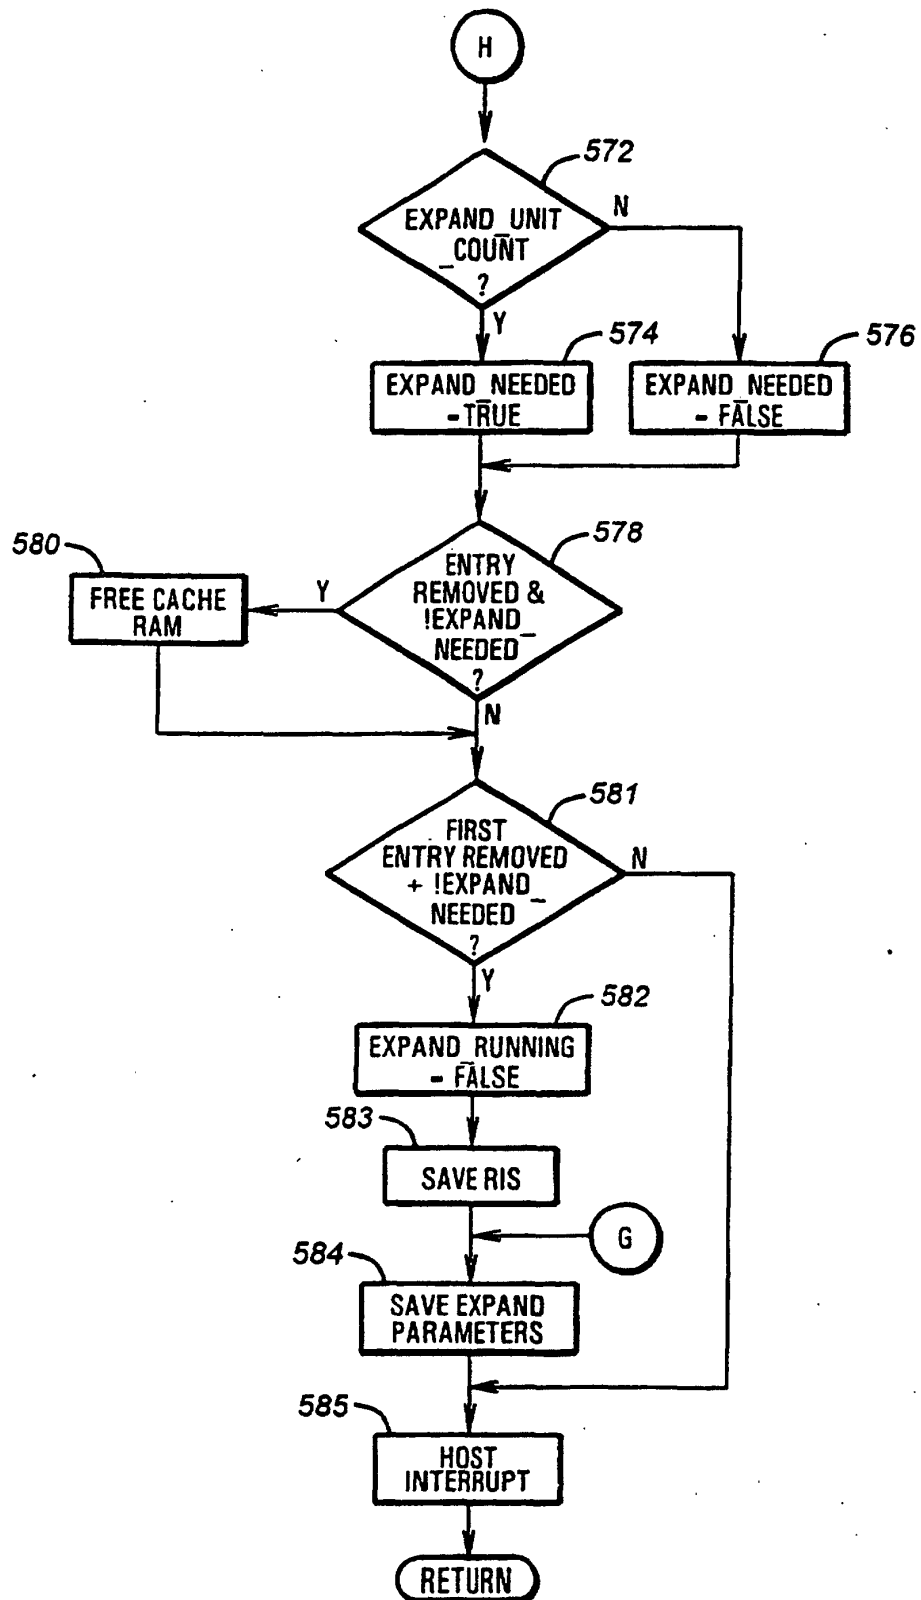 H
572
EXPAND_UNIT
_COUNT
?
N
Y
574
EXPAND_NEEDED
= TRUE
576
EXPAND_NEEDED
= FALSE
578
ENTRY
REMOVED &
!EXPAND_
NEEDED
?
Y
N
580
FREE CACHE
RAM
581
FIRST
ENTRY REMOVED
+ !EXPAND_
NEEDED
?
N
Y
582
EXPAND_RUNNING
= FALSE
583
SAVE RIS
G
584
SAVE EXPAND
PARAMETERS
585
HOST
INTERRUPT
RETURN